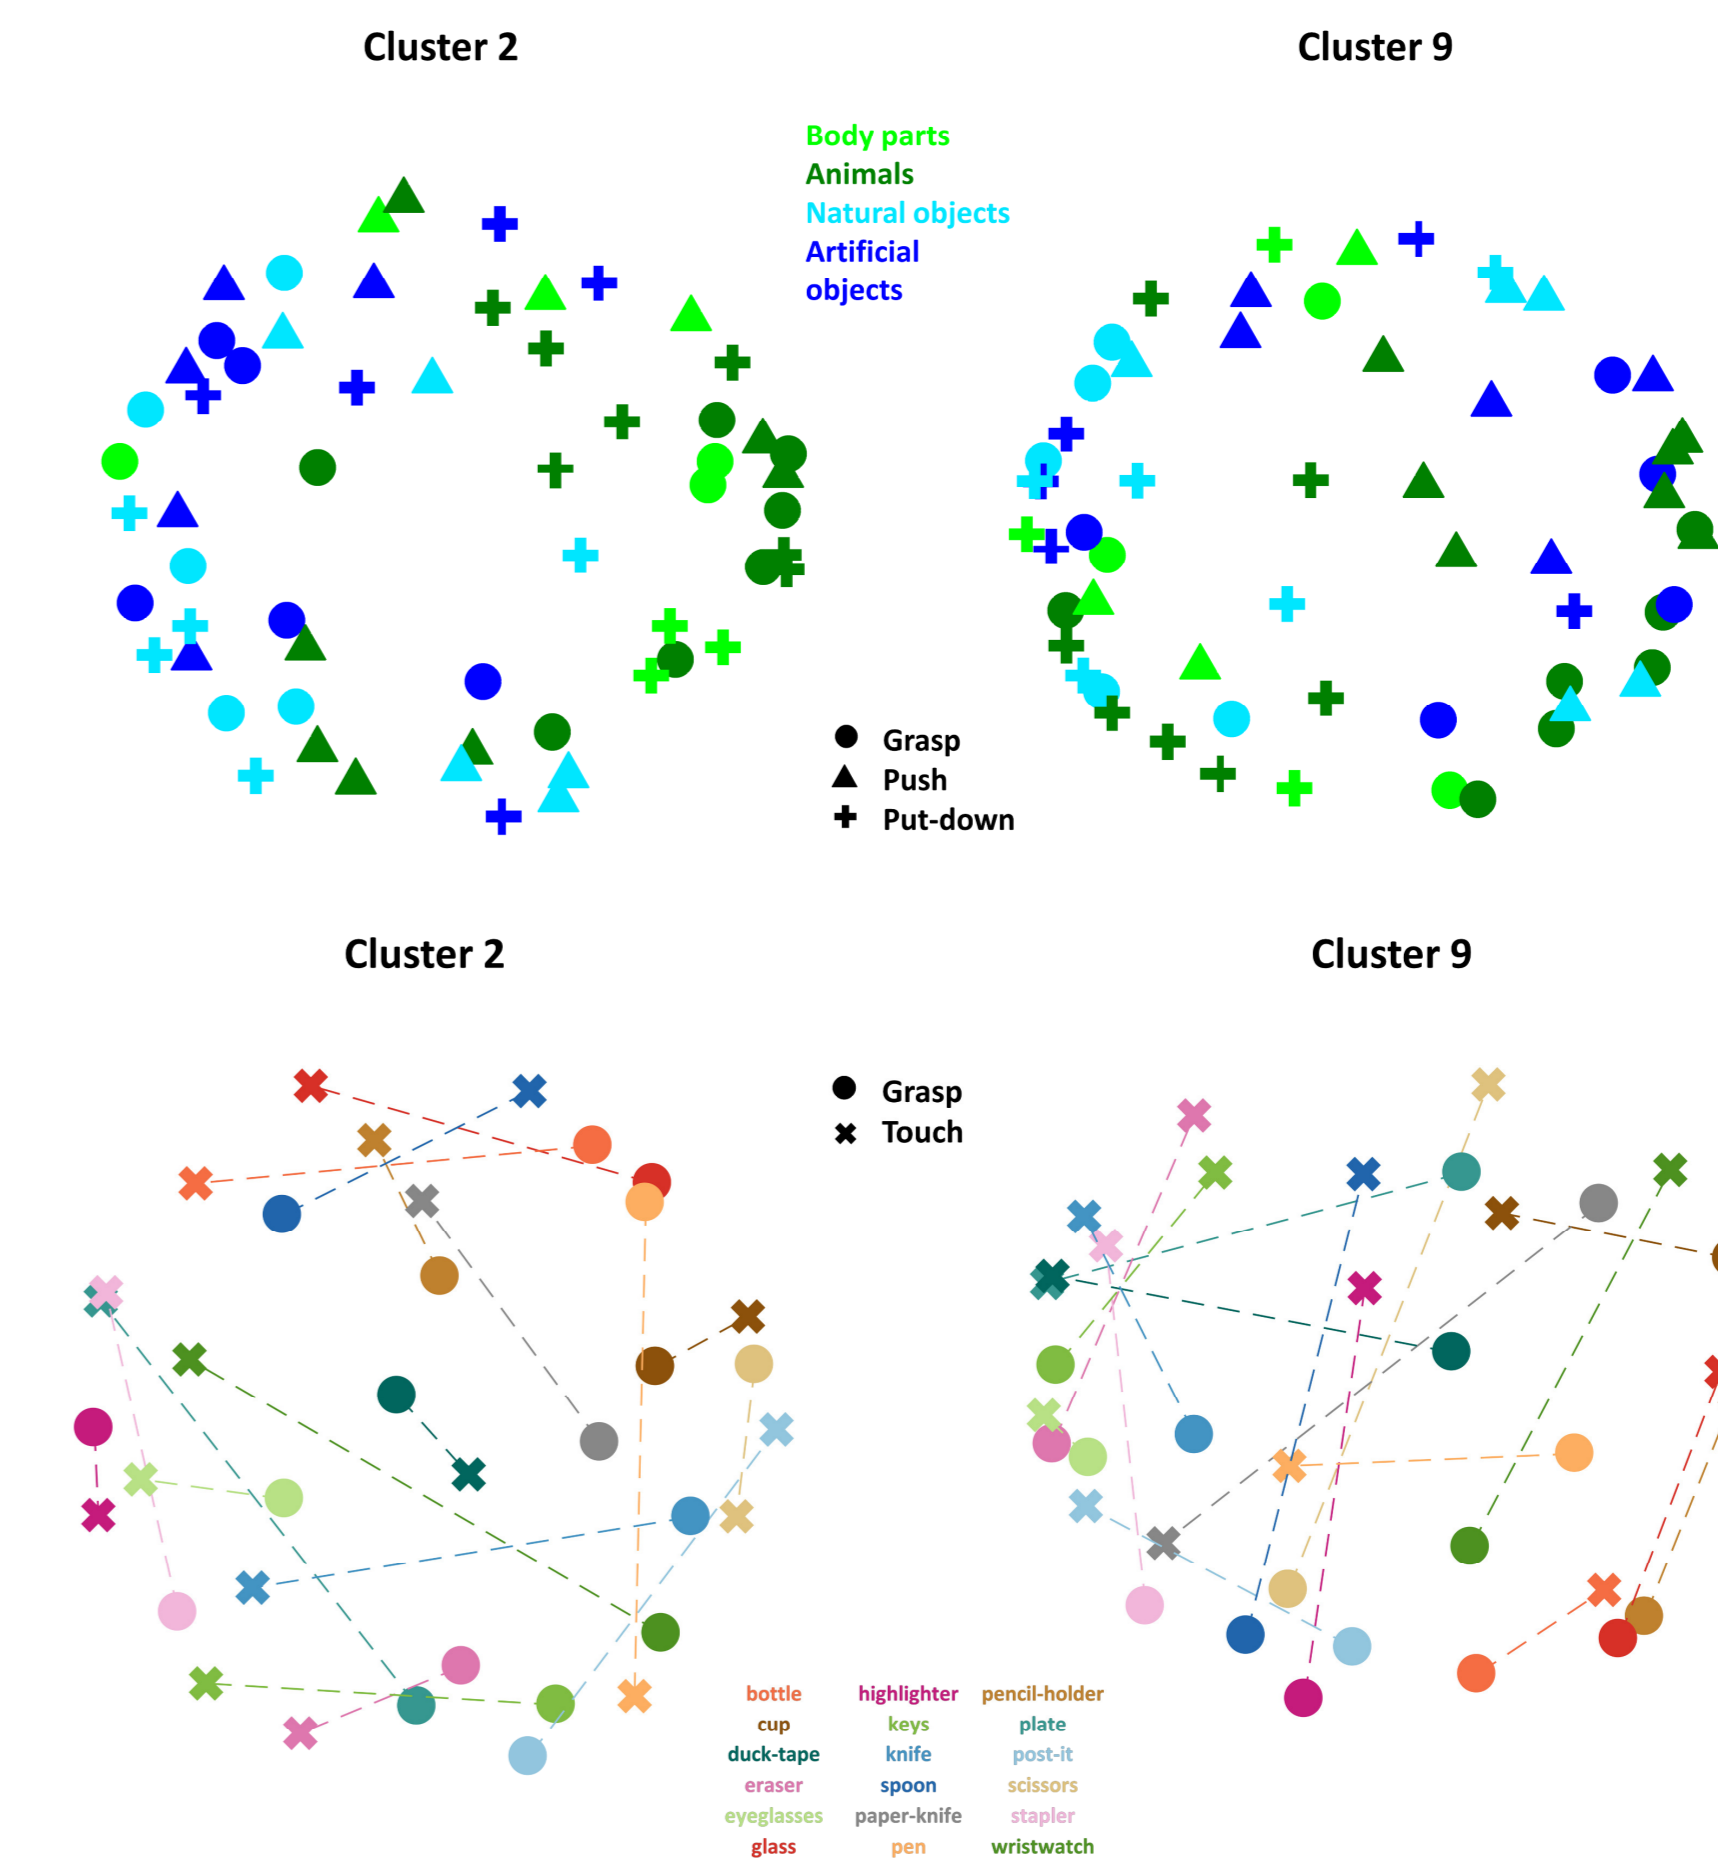 Cluster 2
Cluster 9
Body parts
Animals
Natural objects
Artificial
objects
Grasp
Push
Put-down
Cluster 2
Cluster 9
Grasp
Touch
bottle highlighter pencil-holder
cup keys plate
duck-tape knife post-it
eraser spoon scissors
eyeglasses paper-knife stapler
glass pen wristwatch